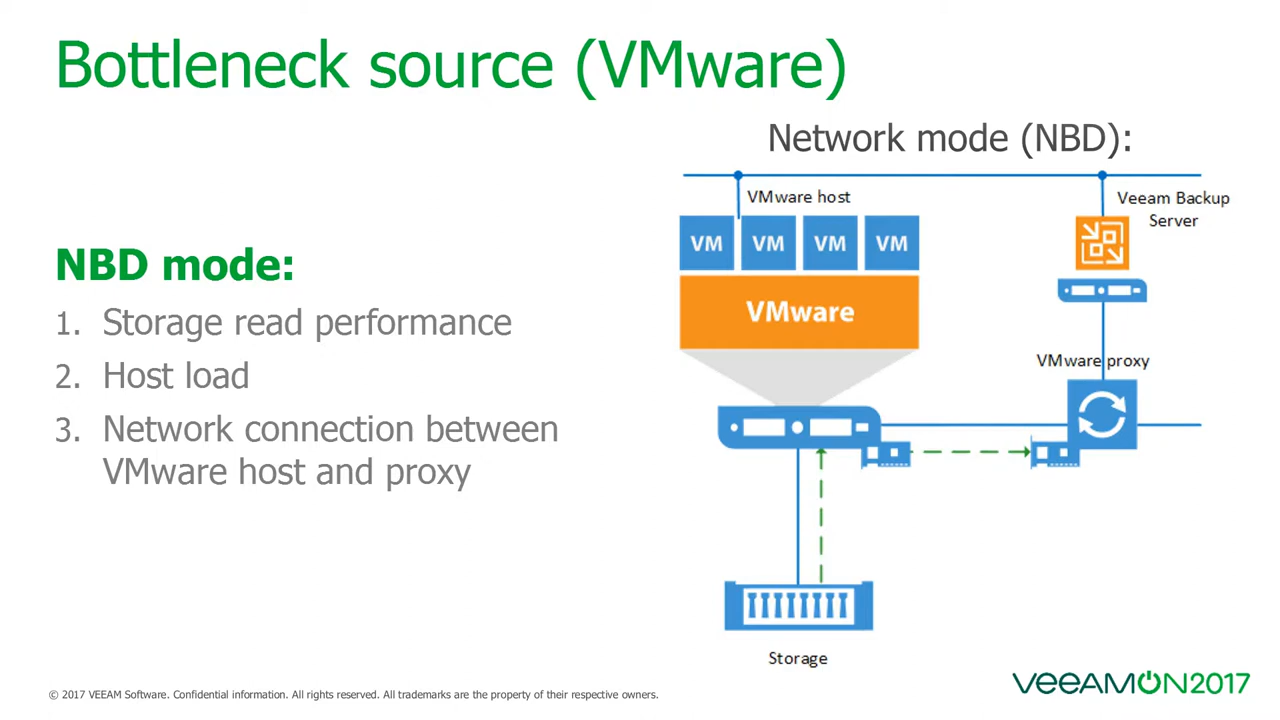 Bottleneck source (VMware)
Network mode (NBD):
NBD mode:
1. Storage read performance
2. Host load
3. Network connection between
VMware host and proxy
VMware host
Veeam Backup
Server
VM VM VM VM
VMware
VMware proxy
Storage
© 2017 VEEAM Software. Confidential information. All rights reserved. All trademarks are the property of their respective owners.
VEEAMON2017